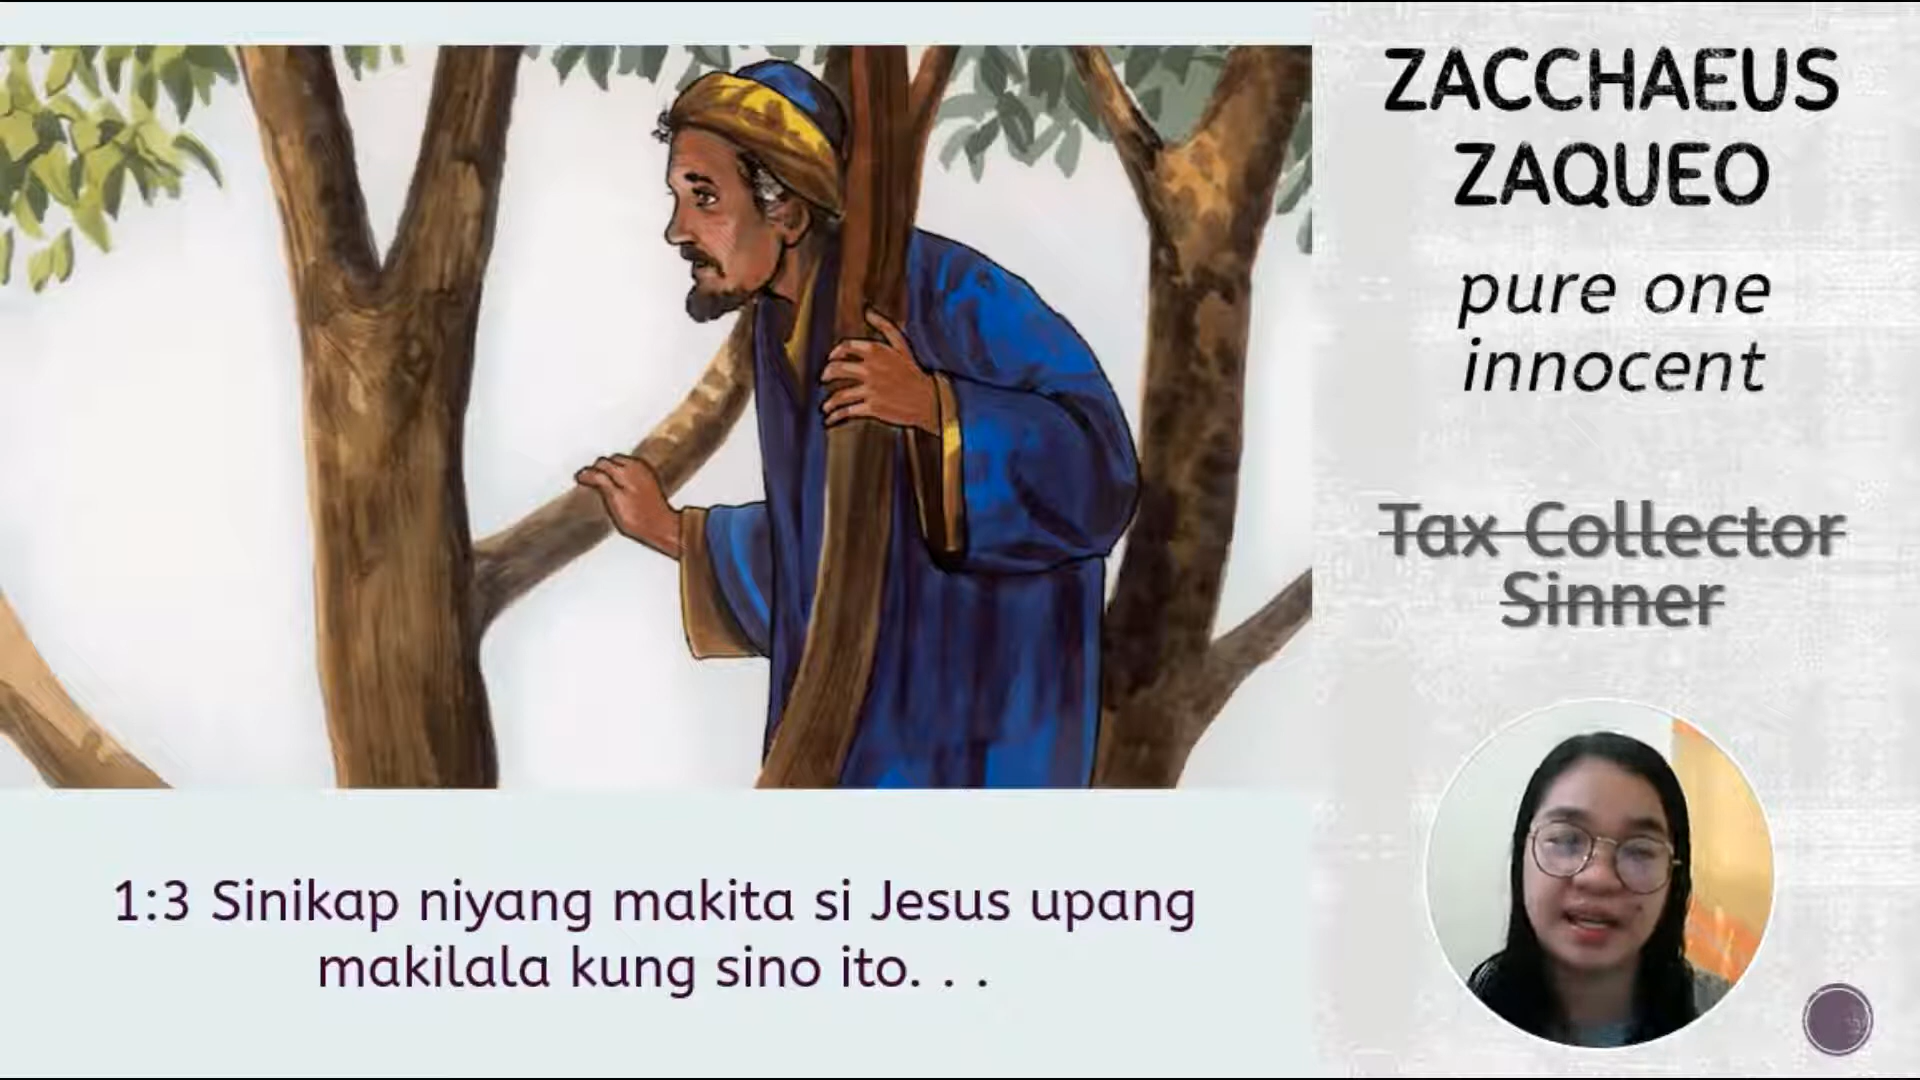 ZACCHAEUS
ZAQUEO
pure one
innocent
Tax Collector
Sinner
1:3 Sinikap niyang makita si Jesus upang
makilala kung sino ito. . .